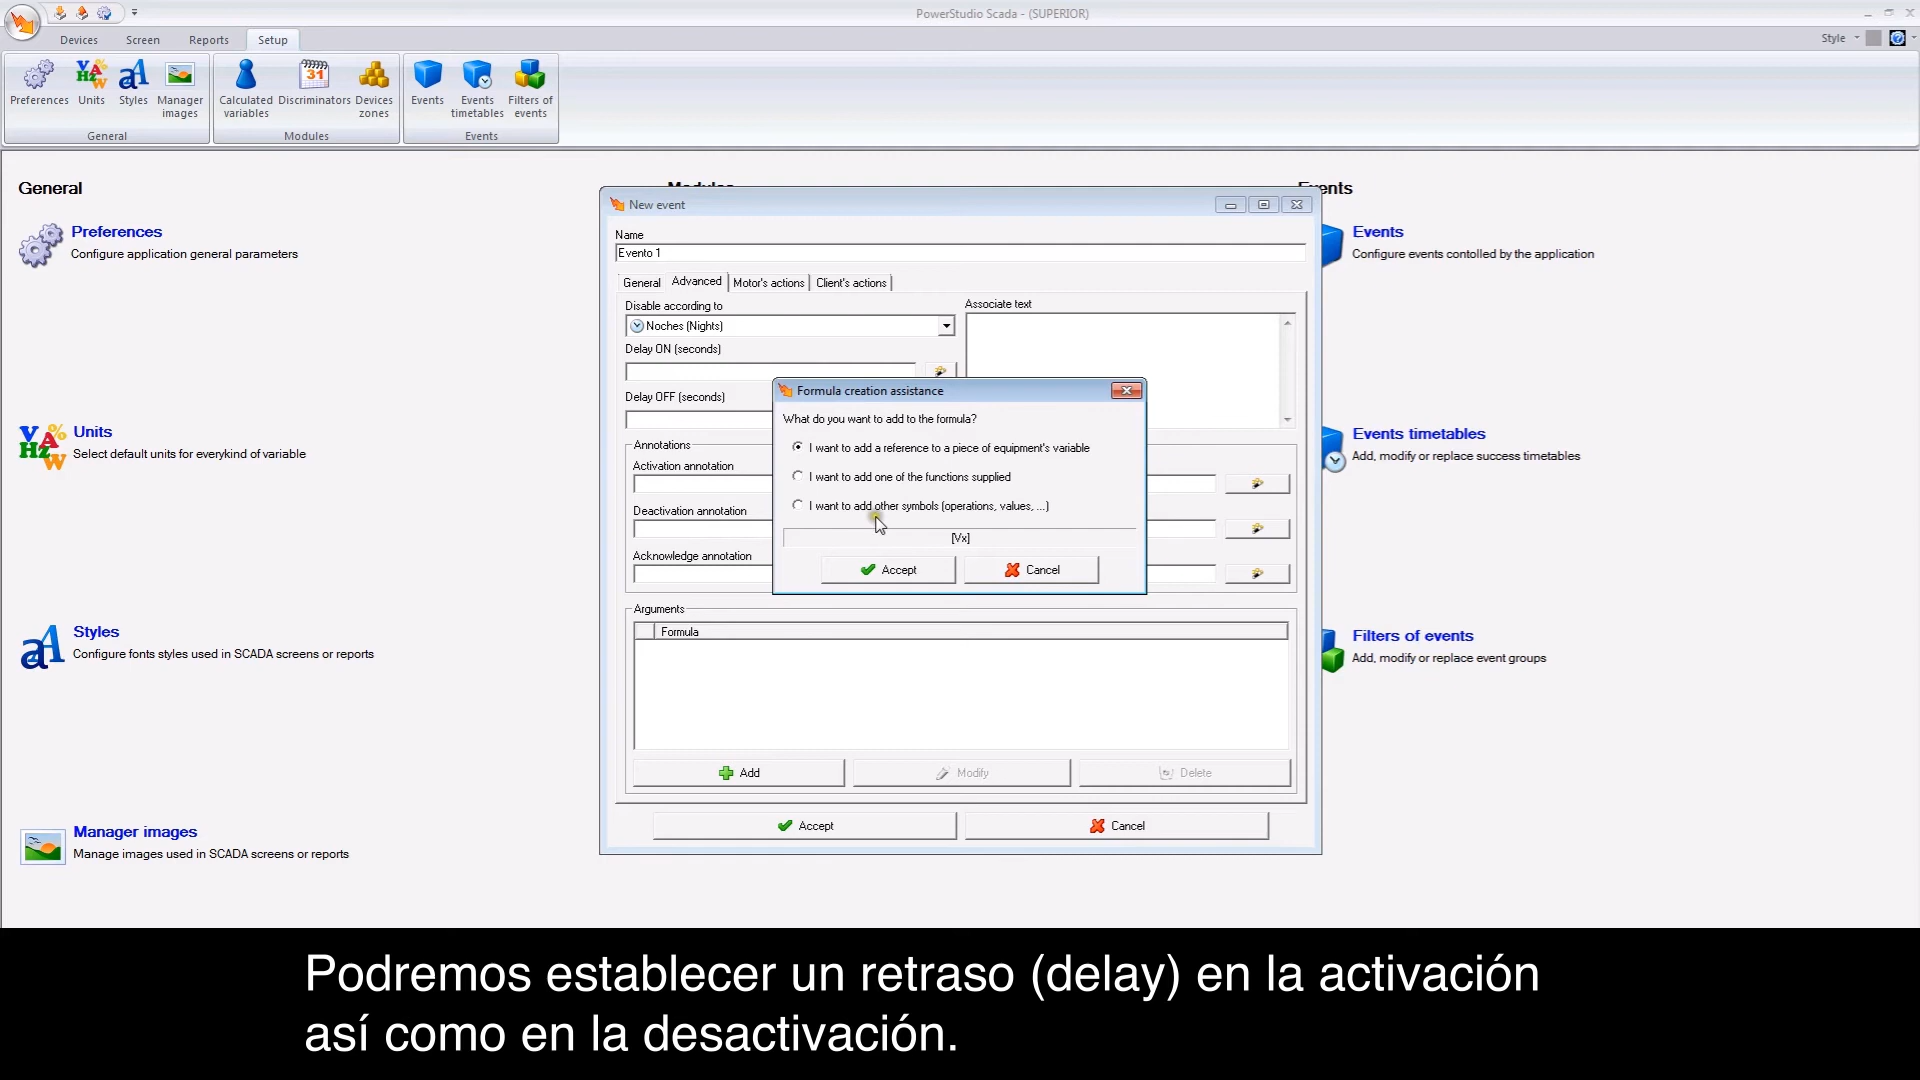 PowerStudio Scada - (SUPERIOR)
Devices Screen Reports Setup Style
Preferences Units Styles Manager images
Calculated variables Discriminators Devices zones
Events Events timetables Filters of events
General Modules Events
31
General
Events
Preferences
Configure application general parameters
Units
Select default units for everykind of variable
Styles
Configure fonts styles used in SCADA screens or reports
Manager images
Manage images used in SCADA screens or reports
Events
Configure events contolled by the application
Events timetables
Add, modify or replace success timetables
Filters of events
Add, modify or replace event groups
New event
Name
Evento 1
General Advanced Motor's actions Client's actions
Disable according to
Noches (Nights)
Associate text
Delay ON (seconds)
Delay OFF (seconds)
Annotations
Activation annotation
Deactivation annotation
Acknowledge annotation
Formula creation assistance
What do you want to add to the formula?
I want to add a reference to a piece of equipment's variable
I want to add one of the functions supplied
I want to add other symbols (operations, values, ...)
[Vx]
Accept Cancel
Arguments
Formula
Add Modify Delete
Accept Cancel
Podremos establecer un retraso (delay) en la activación
así como en la desactivación.